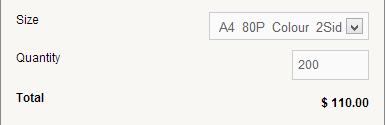 Size A4 80P Colour 2Sid
Quantity 200
Total $ 110.00